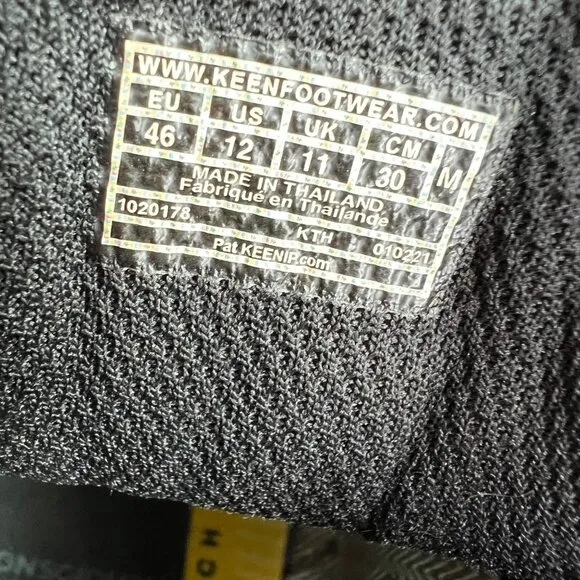 WWW.KEENFOOTWEAR.COM
EU US UK CM M
46 12 11 30
MADE IN THAILAND
Fabriqué en Thaïlande
1020178 KTH 010221
Pat KEENIP.com